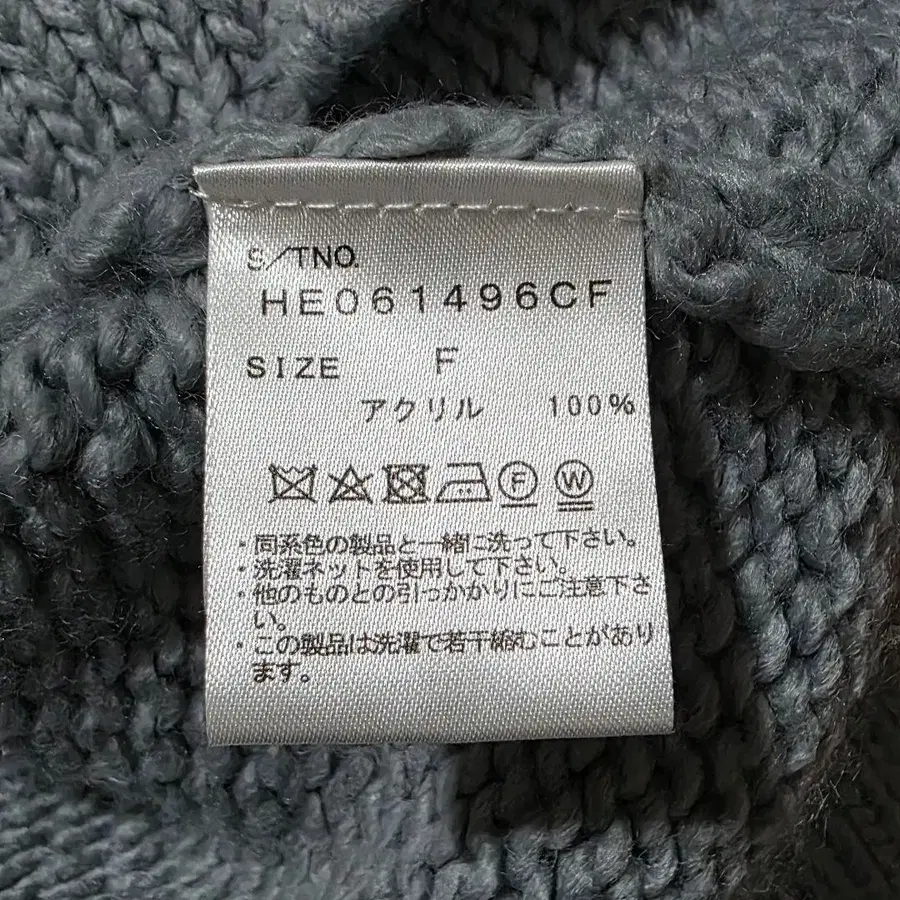 S/TNO.
HE061496CF
SIZE F
アクリル 100%
F W
・同系色の製品と一緒に洗って下さい。
・洗濯ネットを使用して下さい。
・他のものとの引っかかりにご注意下さ
い。
・この製品は洗濯で若干縮むことがあり
ます。